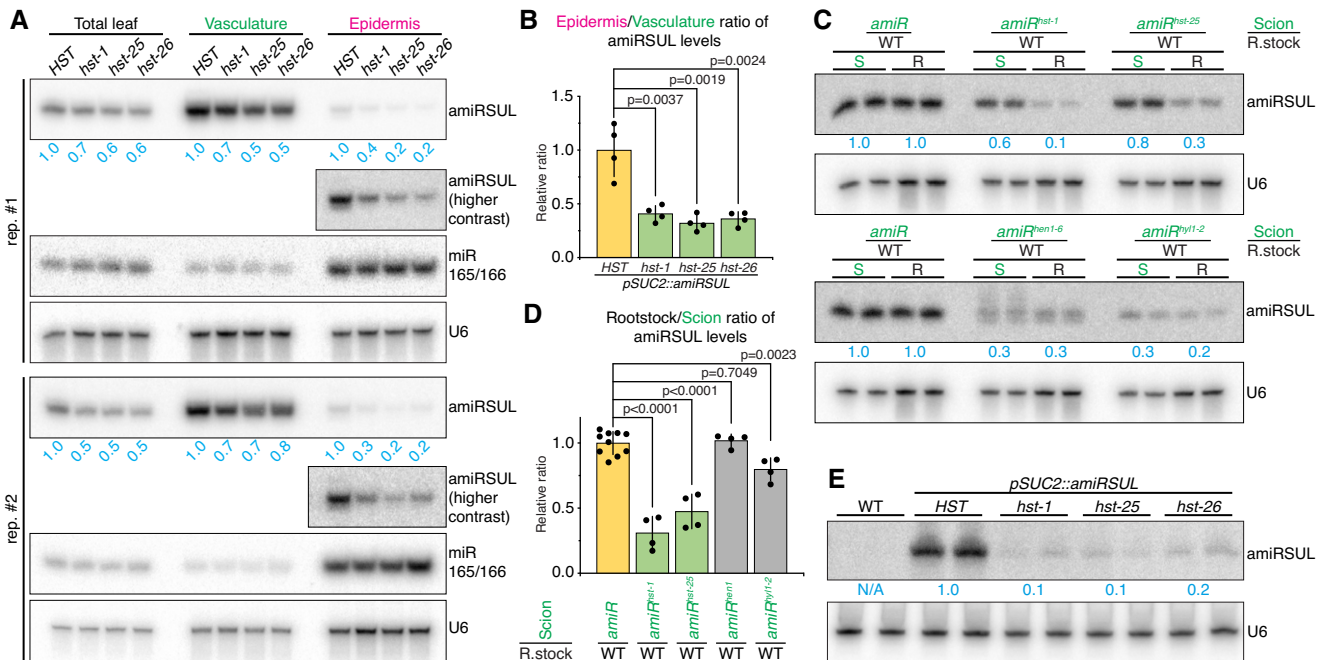 A
Total leaf Vasculature Epidermis
HST hst-1 hst-25 hst-26 HST hst-1 hst-25 hst-26 HST hst-1 hst-25 hst-26
rep. #1
amiRSUL
1.0 0.7 0.6 0.6 1.0 0.7 0.5 0.5 1.0 0.4 0.2 0.2
amiRSUL
(higher
contrast)
miR
165/166
U6
rep. #2
amiRSUL
1.0 0.5 0.5 0.5 1.0 0.7 0.7 0.8 1.0 0.3 0.2 0.2
amiRSUL
(higher
contrast)
miR
165/166
U6
B
Epidermis/Vasculature ratio of
amiRSUL levels
p=0.0024
p=0.0019
p=0.0037
Relative ratio
1.5
1.0
0.5
0.0
HST hst-1 hst-25 hst-26
pSUC2::amiRSUL
C
amiR amiRhst-1 amiRhst-25 Scion
WT WT WT R.stock
S R S R S R
amiRSUL
1.0 1.0 0.6 0.1 0.8 0.3
U6
amiR amiRhen1-6 amiRhyl1-2 Scion
WT WT WT R.stock
S R S R S R
amiRSUL
1.0 1.0 0.3 0.3 0.3 0.2
U6
D
Rootstock/Scion ratio of
amiRSUL levels
p=0.0023
p=0.7049
p<0.0001
p<0.0001
Relative ratio
1.0
0.5
0.0
Scion amiR amiRhst-1 amiRhst-25 amiRhen1 amiRhyl1-2
R.stock WT WT WT WT WT
E
pSUC2::amiRSUL
WT HST hst-1 hst-25 hst-26
amiRSUL
N/A 1.0 0.1 0.1 0.2
U6